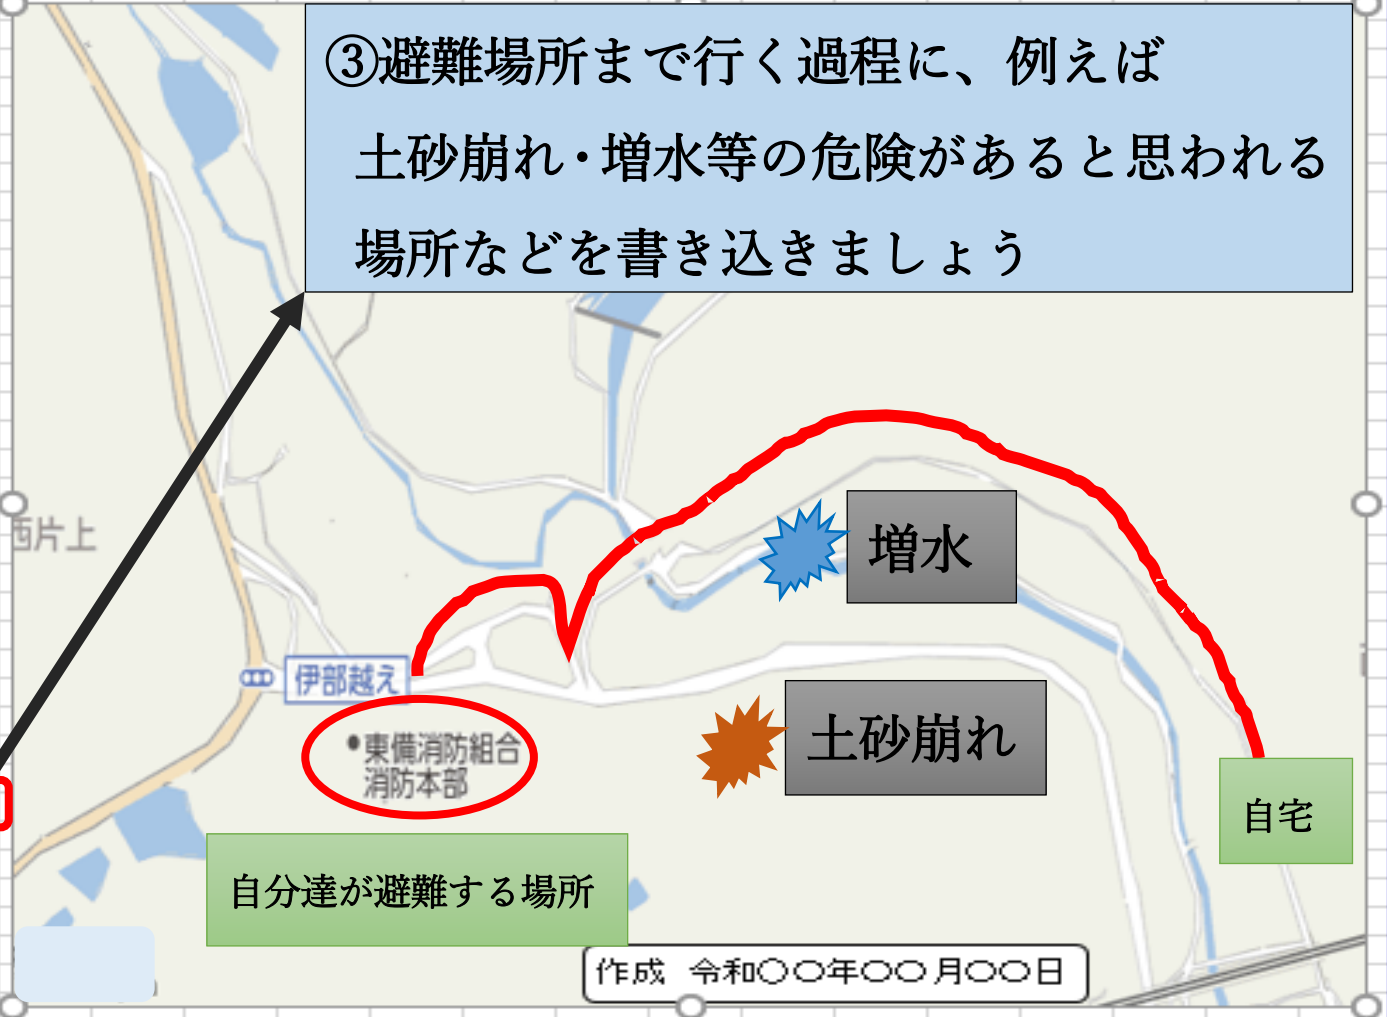 ③避難場所まで行く過程に、例えば
土砂崩れ・増水等の危険があると思われる
場所などを書き込きましょう
西片上
増水
伊部越え
土砂崩れ
東備消防組合
消防本部
自宅
自分達が避難する場所
作成　令和〇〇年〇〇月〇〇日